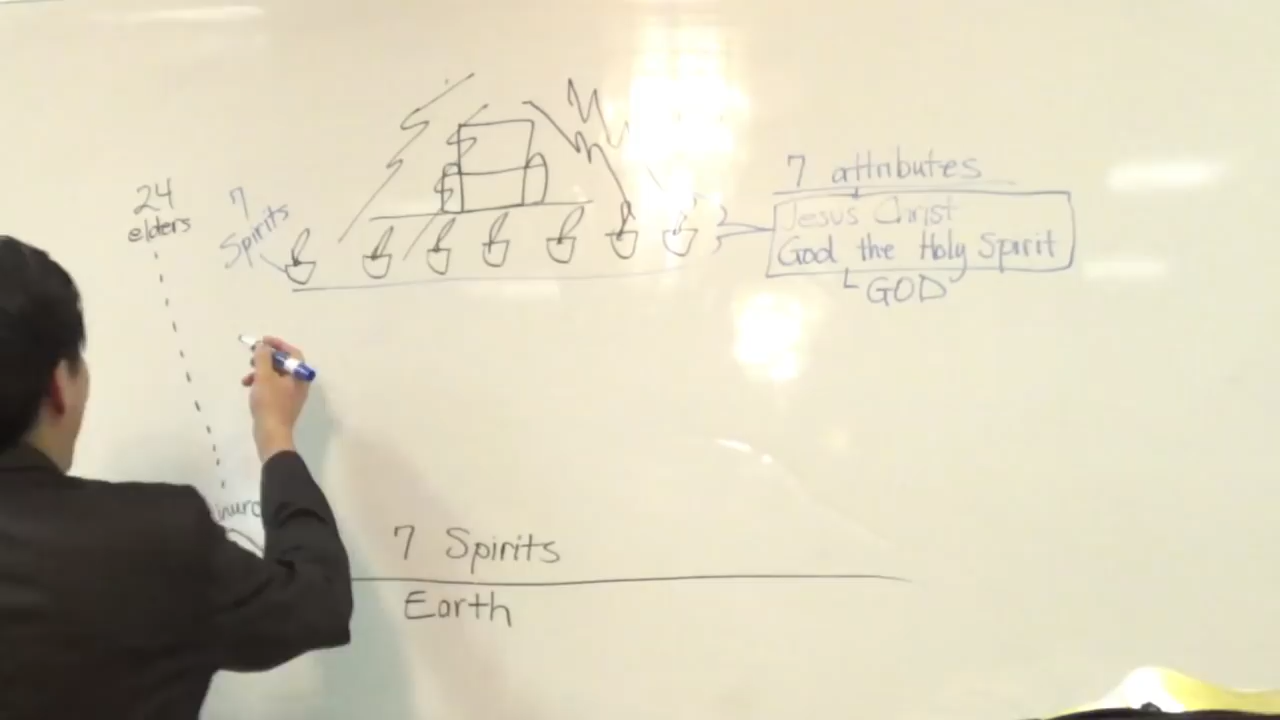 24
elders
7
Spirits
7 attributes
Jesus Christ
God the Holy Spirit
GOD
7 Spirits
Earth